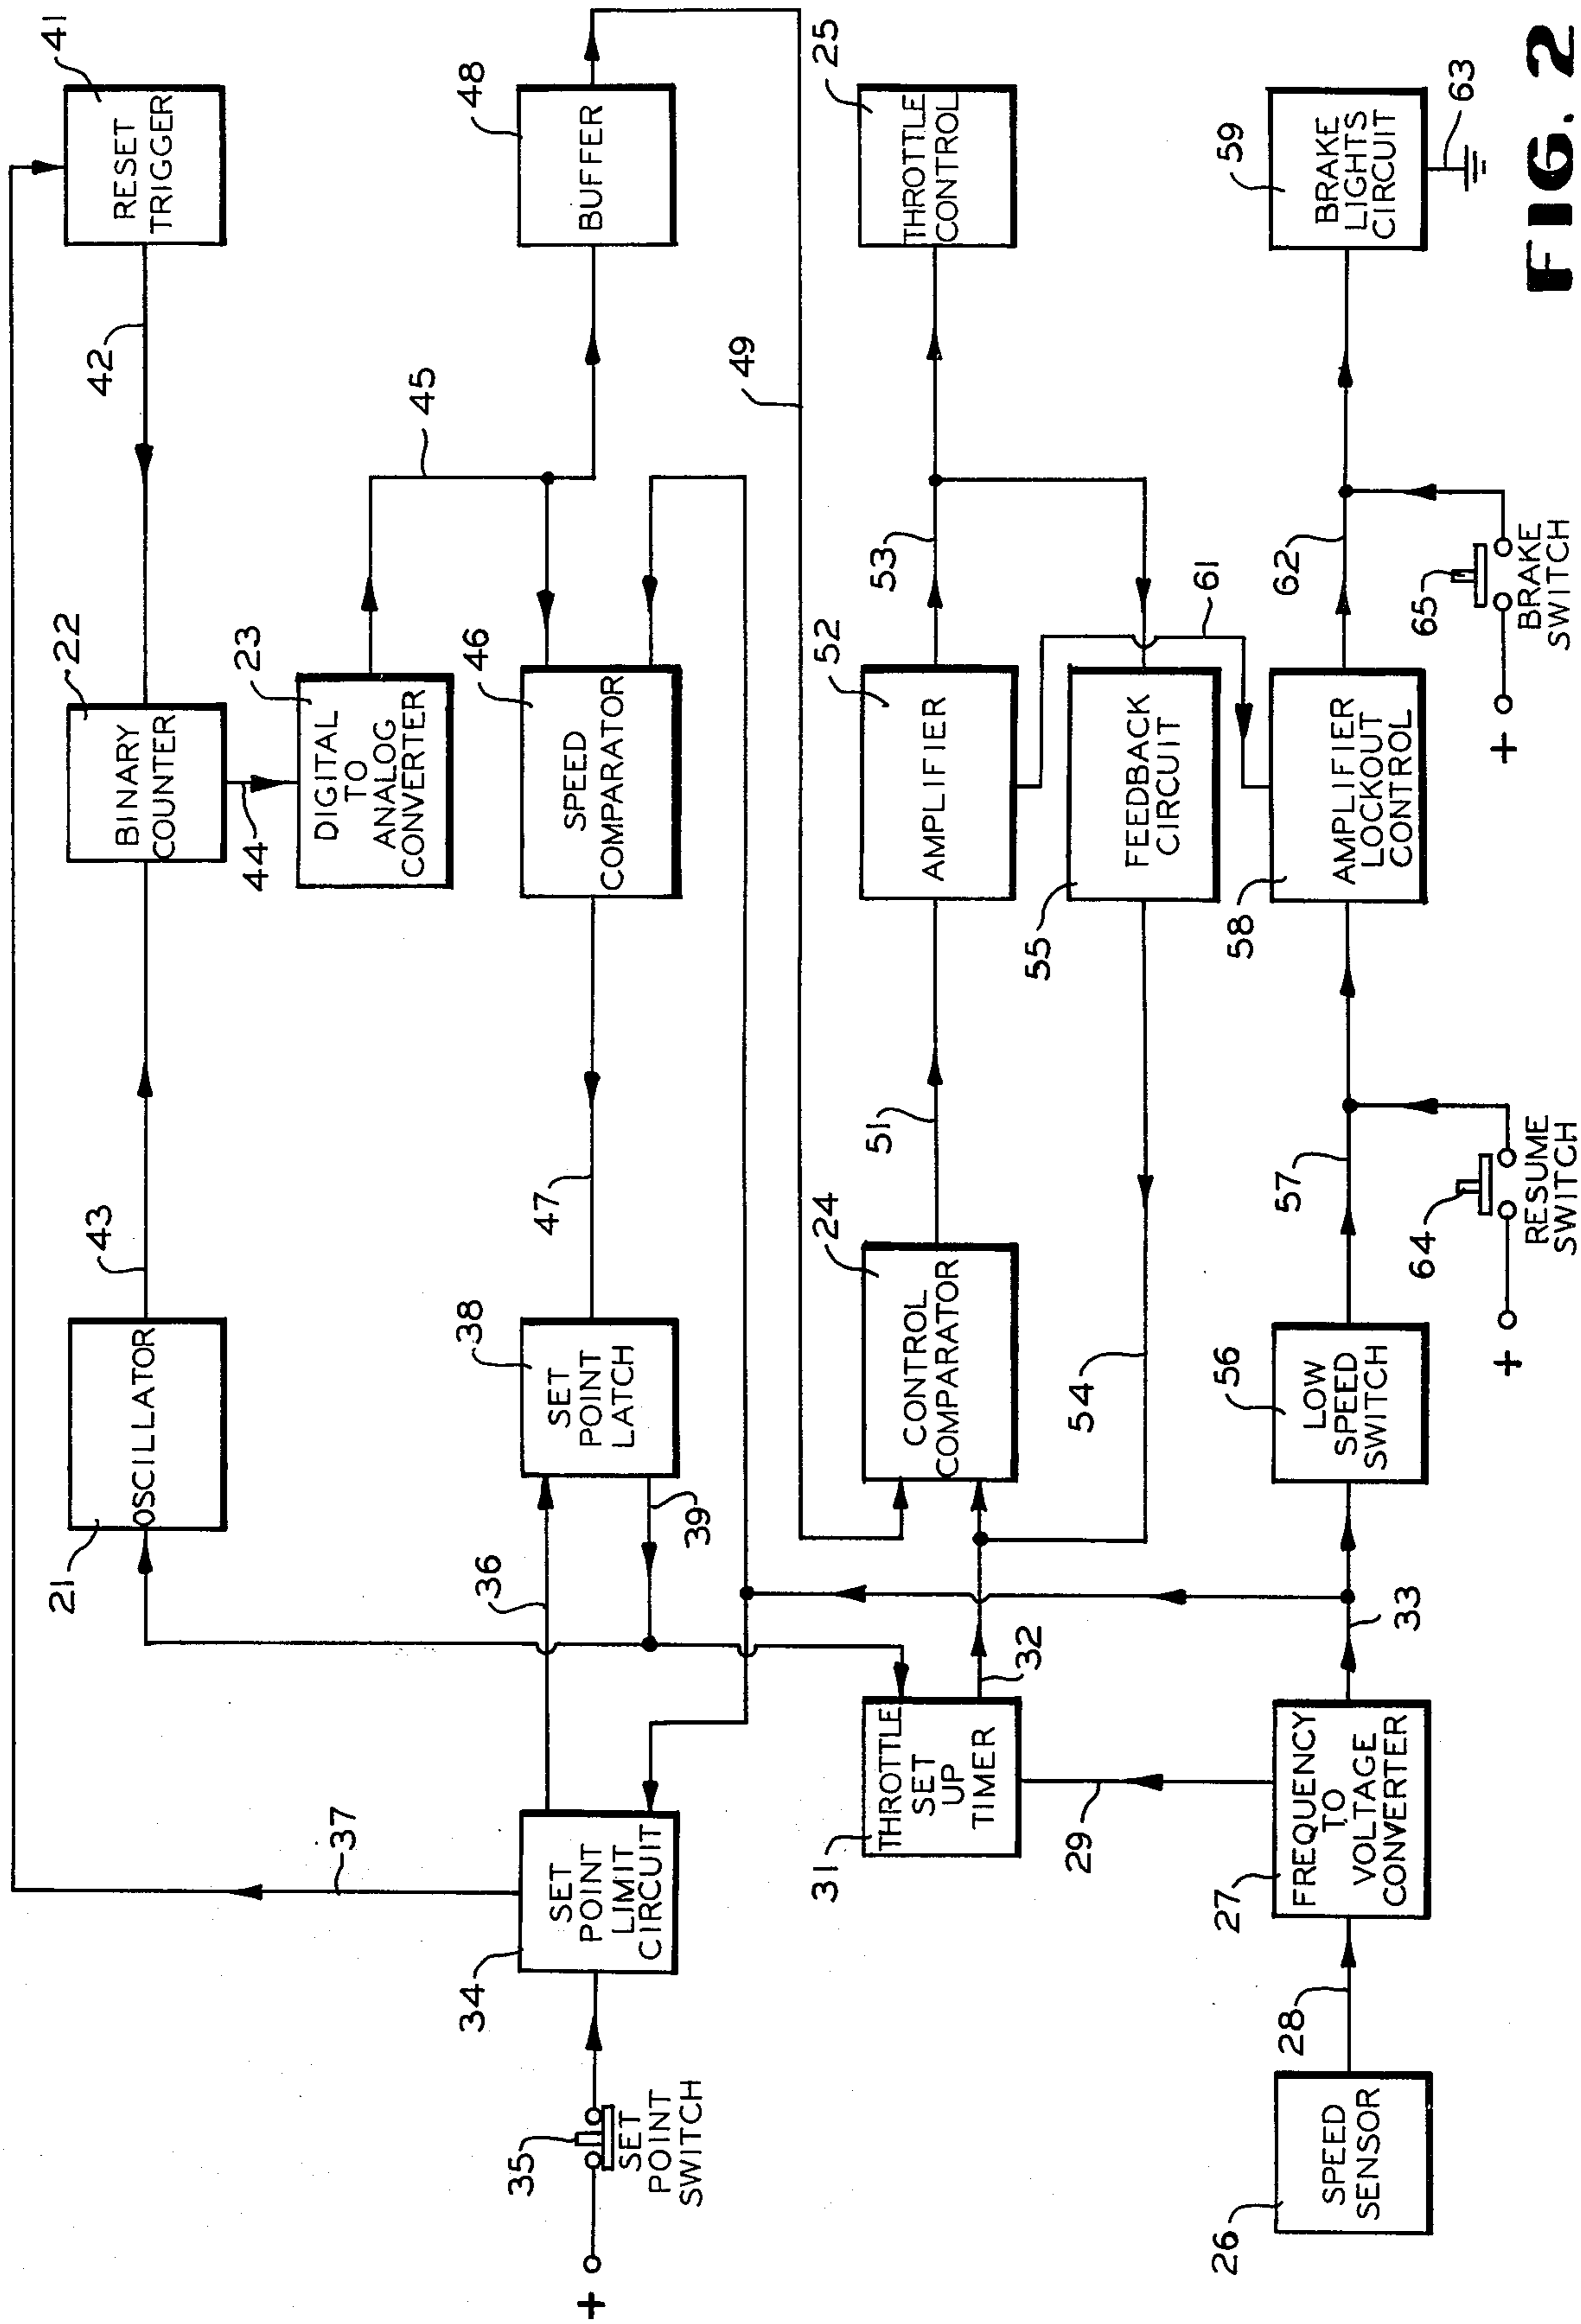 41
RESET
TRIGGER
42
22
BINARY
COUNTER
43
OSCILLATOR
21
44
23
DIGITAL
TO
ANALOG
CONVERTER
45
48
BUFFER
46
SPEED
COMPARATOR
47
38
SET
POINT
LATCH
39
36
37
34
SET
POINT
LIMIT
CIRCUIT
35
SET
POINT
SWITCH
+
49
25
THROTTLE
CONTROL
53
52
AMPLIFIER
51
24
CONTROL
COMPARATOR
32
31
THROTTLE
SET
UP
TIMER
61
55
FEEDBACK
CIRCUIT
54
29
59
BRAKE
LIGHTS
CIRCUIT
63
62
65
BRAKE
SWITCH
+
58
AMPLIFIER
LOCKOUT
CONTROL
57
64
RESUME
SWITCH
+
56
LOW
SPEED
SWITCH
33
27
FREQUENCY
TO
VOLTAGE
CONVERTER
28
26
SPEED
SENSOR
FIG. 2